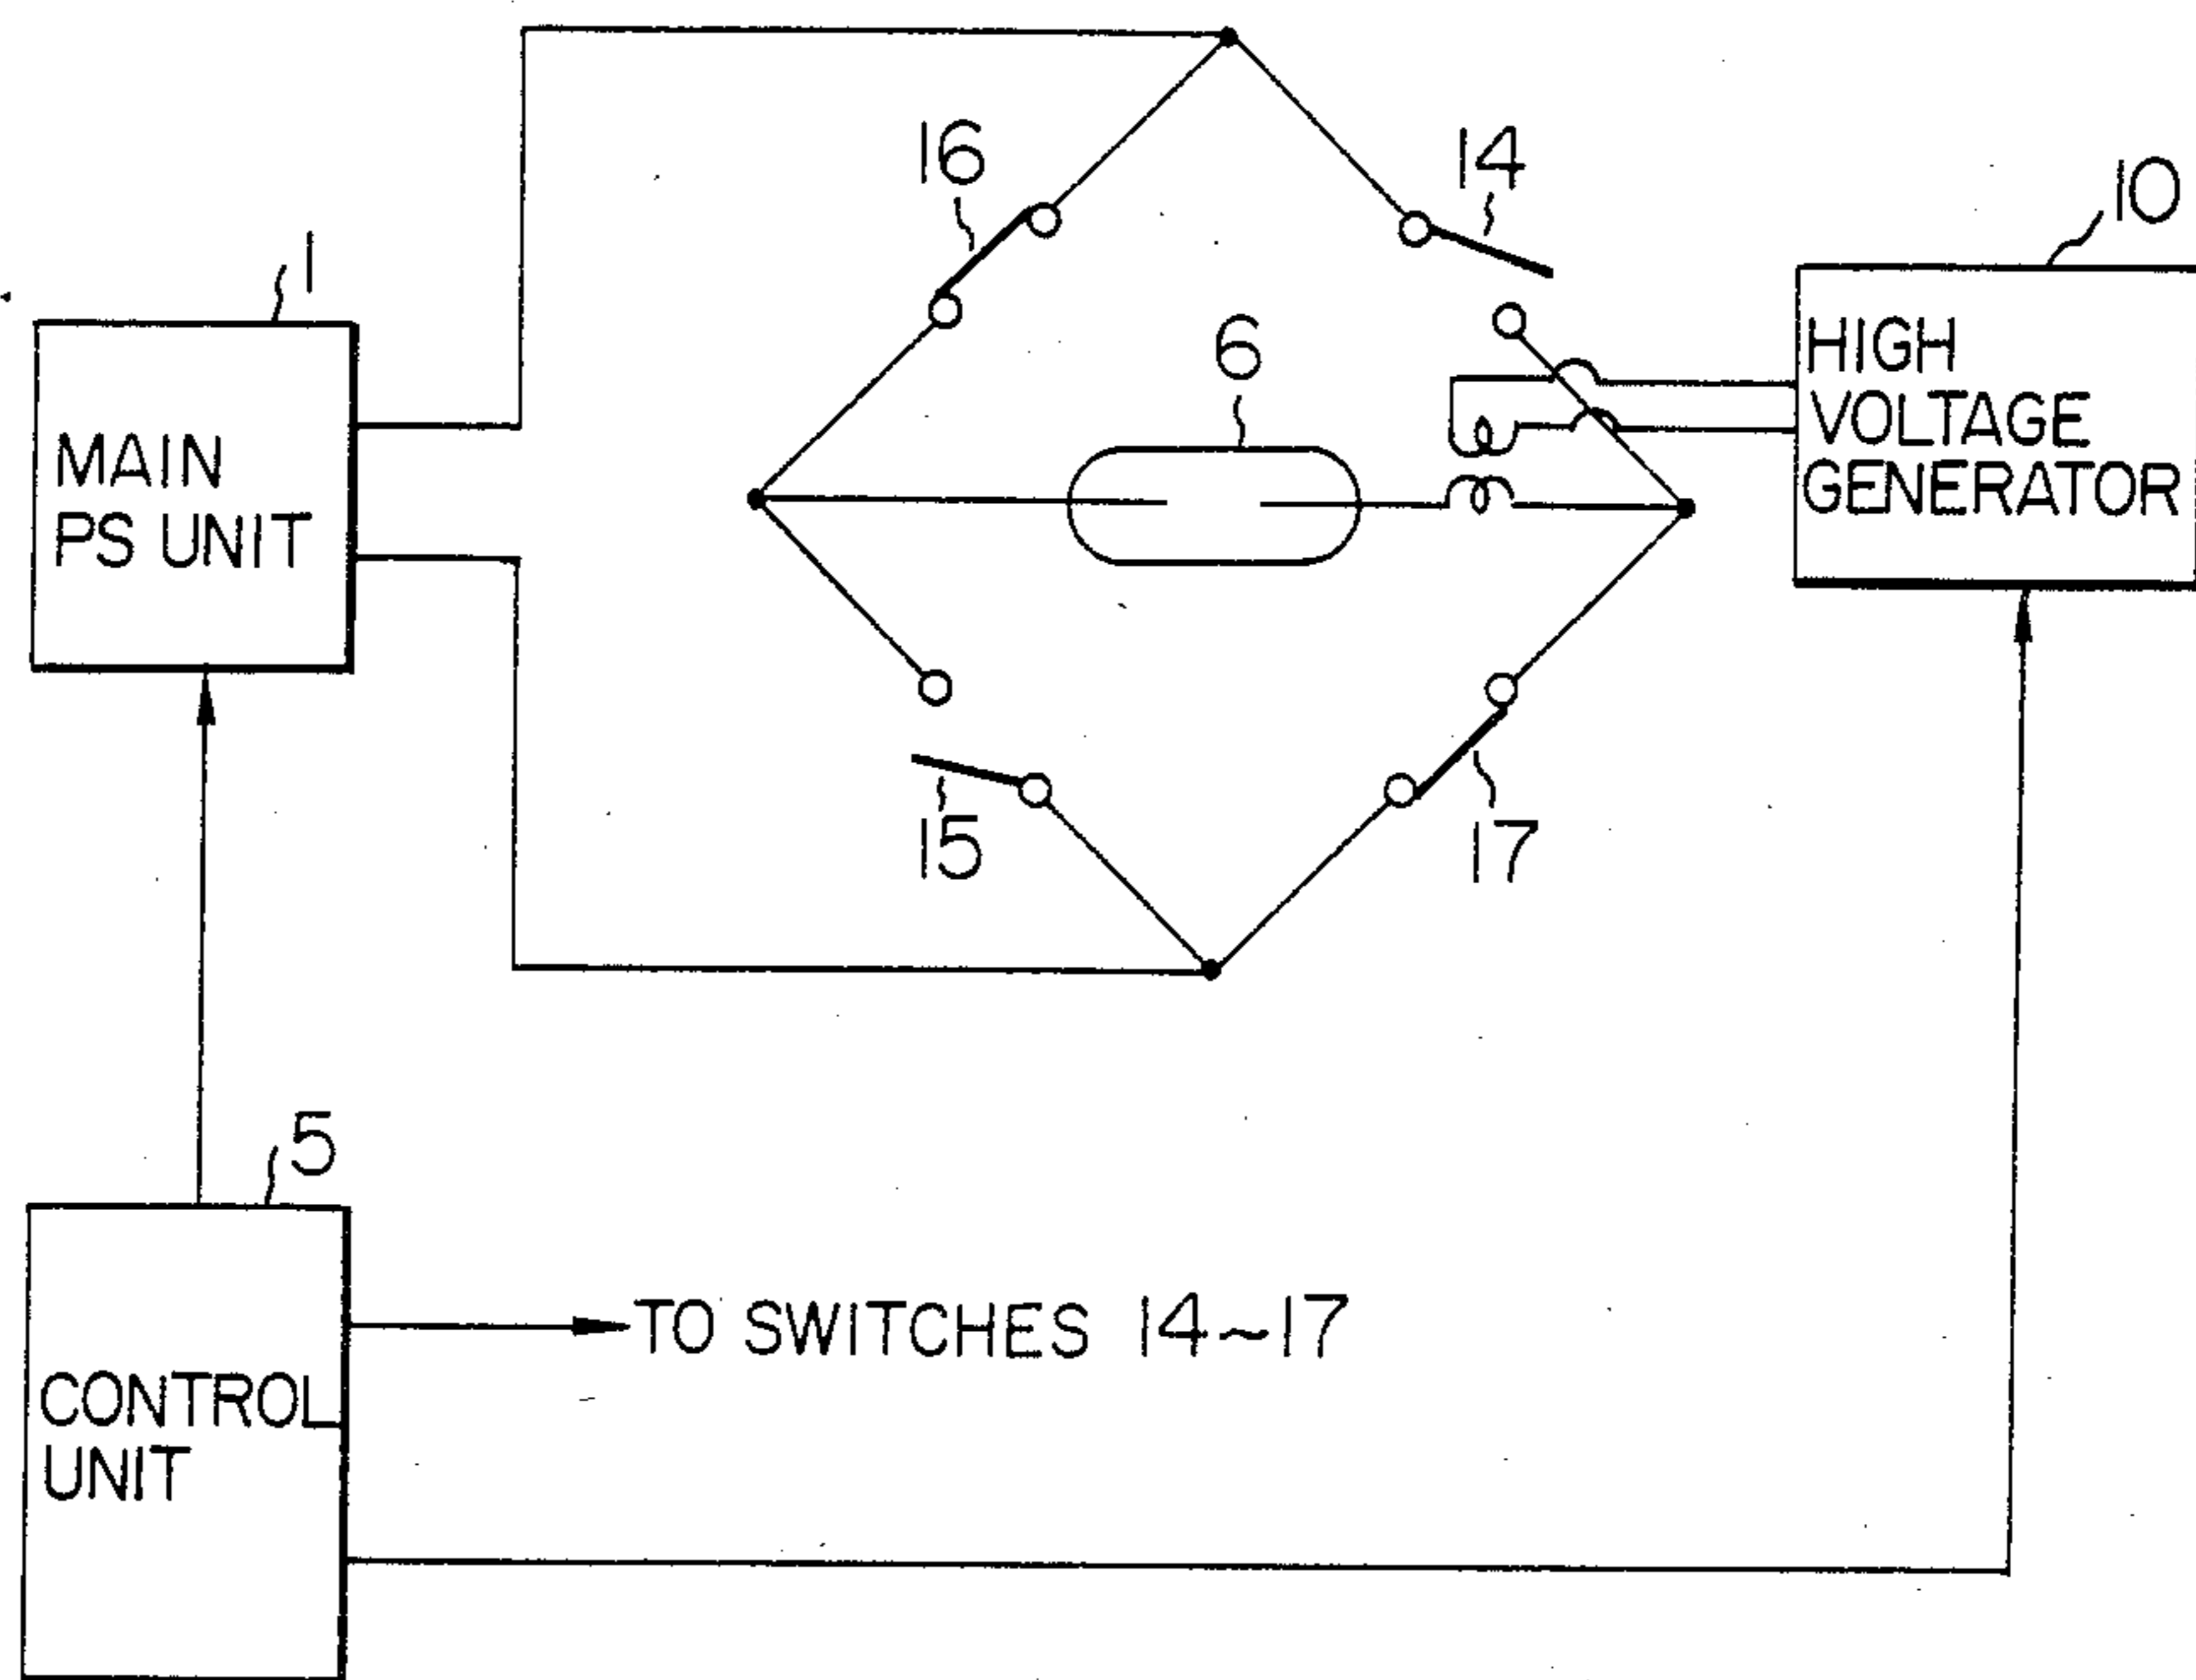 16
14
10
1
6
MAIN
PS UNIT
HIGH
VOLTAGE
GENERATOR
15
17
5
TO SWITCHES 14~17
CONTROL
UNIT